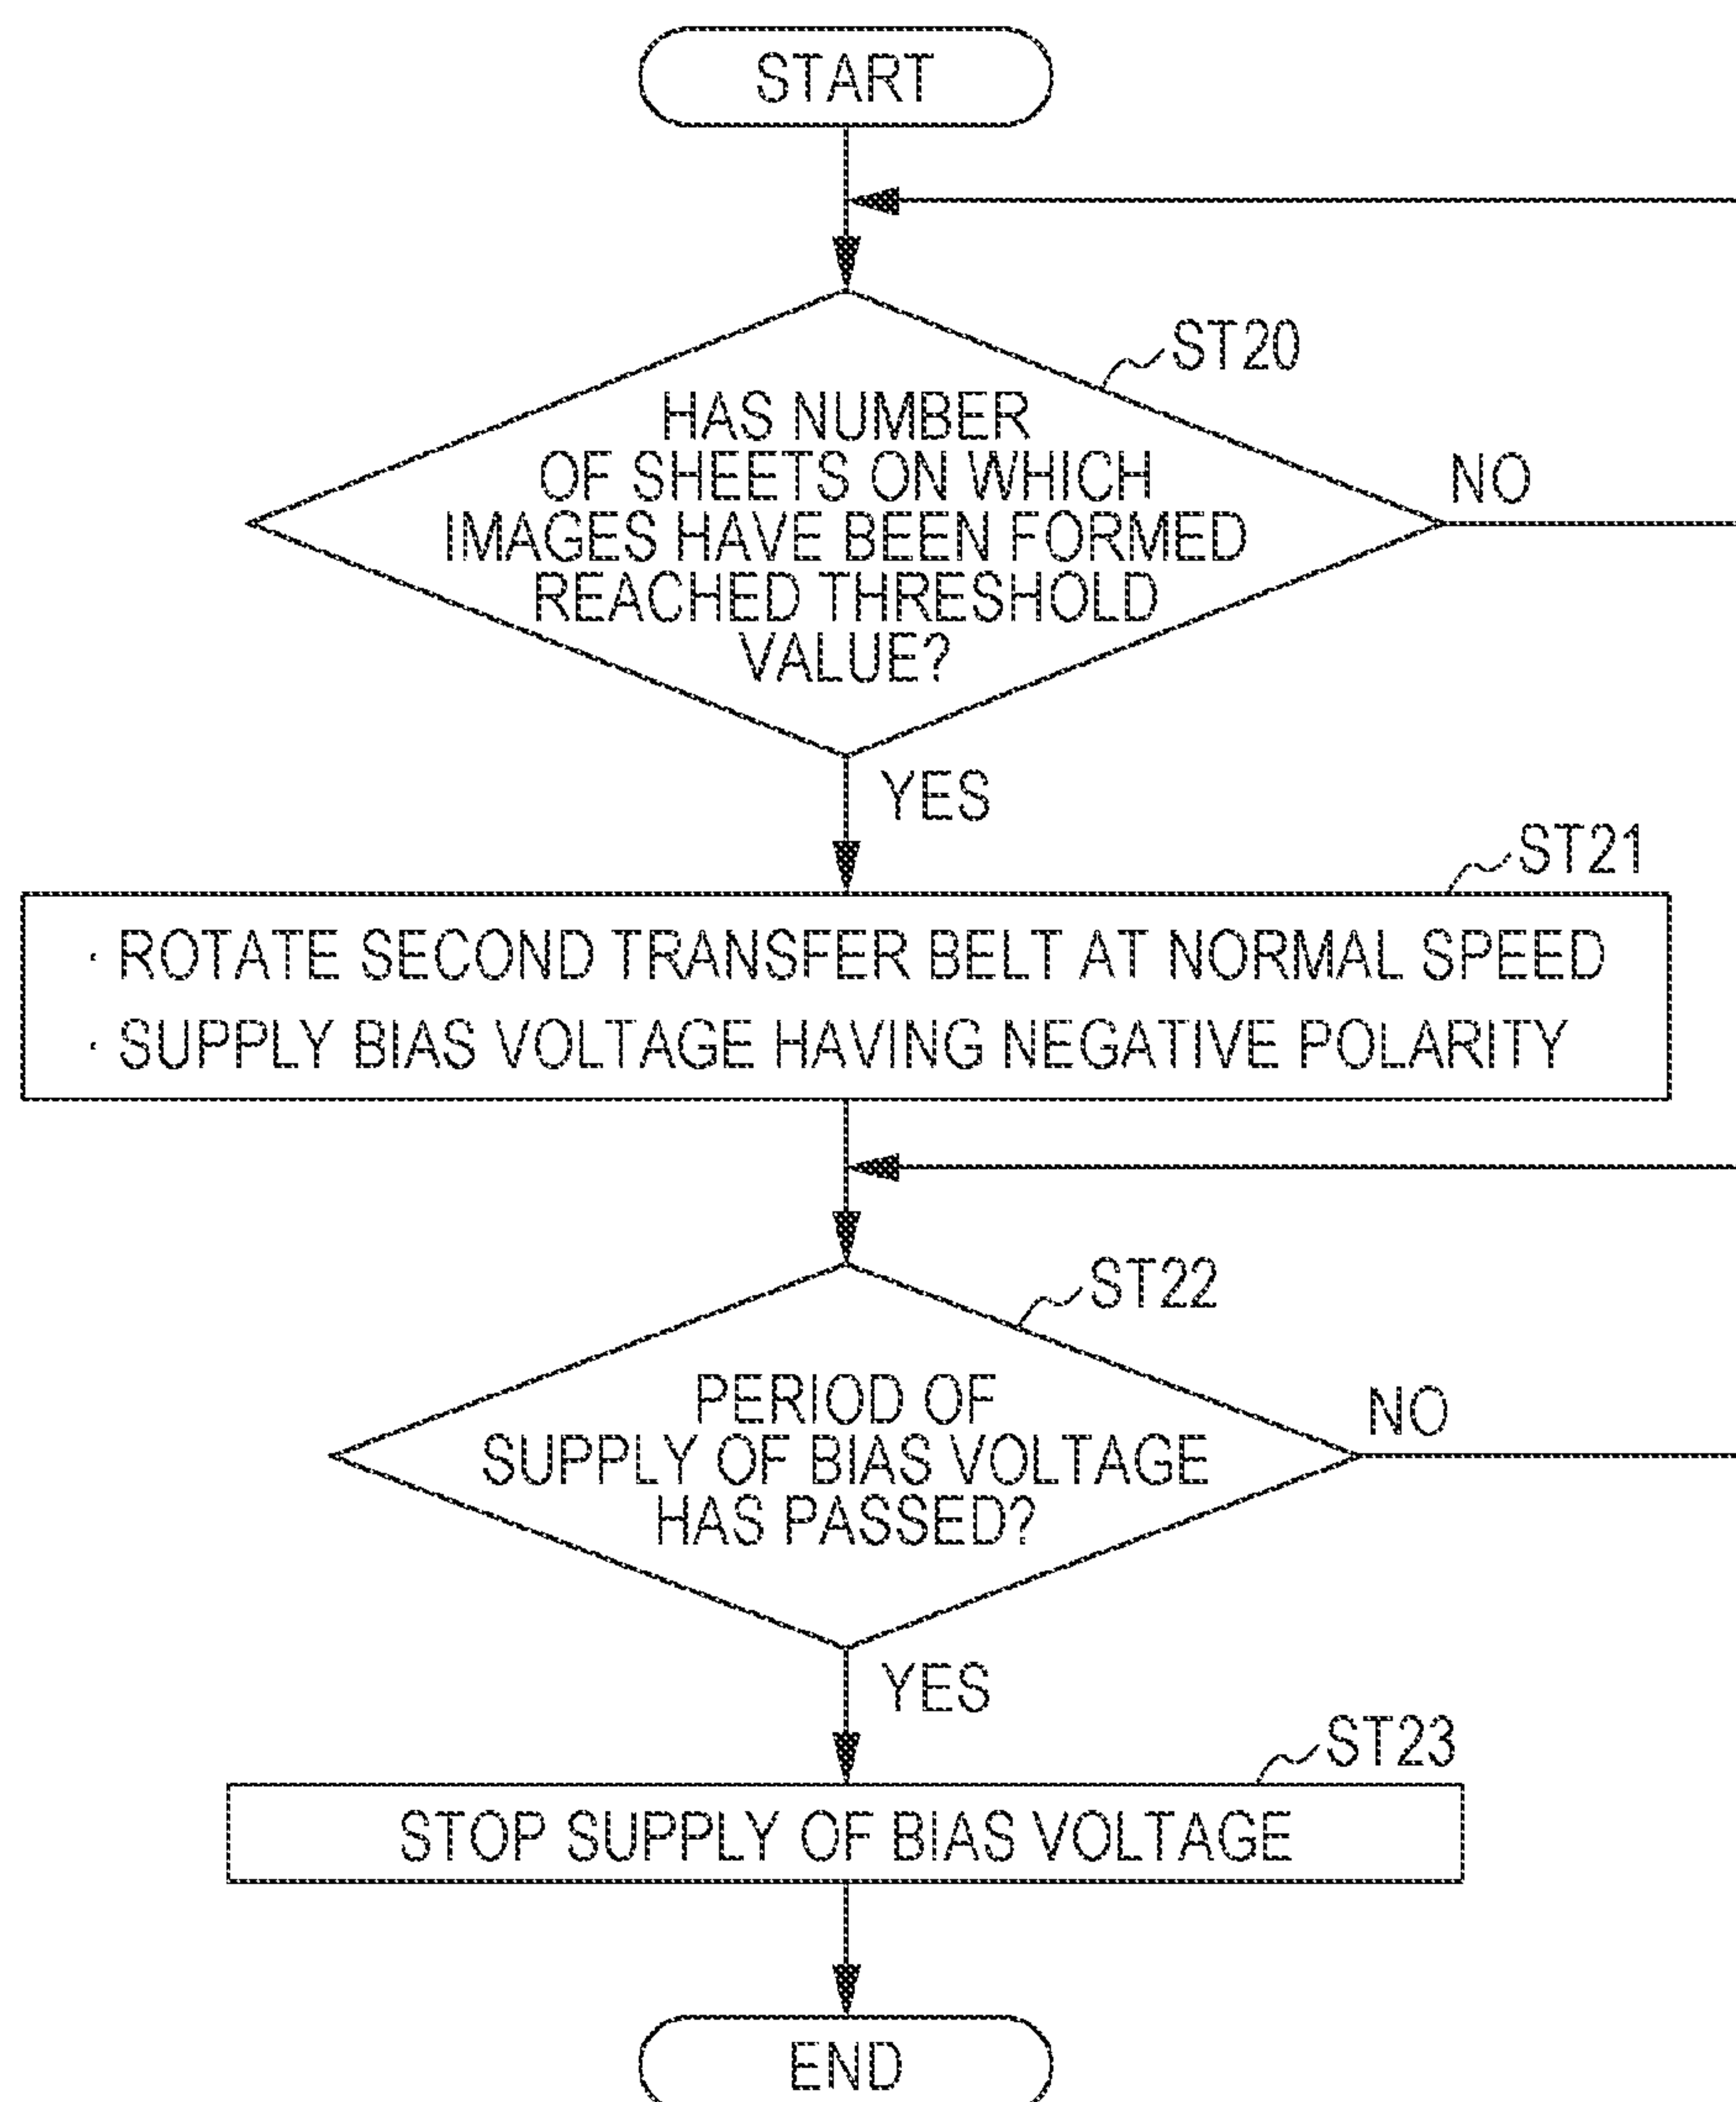 START
ST20
HAS NUMBER
OF SHEETS ON WHICH
IMAGES HAVE BEEN FORMED
REACHED THRESHOLD
VALUE?
NO
YES
ST21
· ROTATE SECOND TRANSFER BELT AT NORMAL SPEED
· SUPPLY BIAS VOLTAGE HAVING NEGATIVE POLARITY
ST22
PERIOD OF
SUPPLY OF BIAS VOLTAGE
HAS PASSED?
NO
YES
ST23
STOP SUPPLY OF BIAS VOLTAGE
END